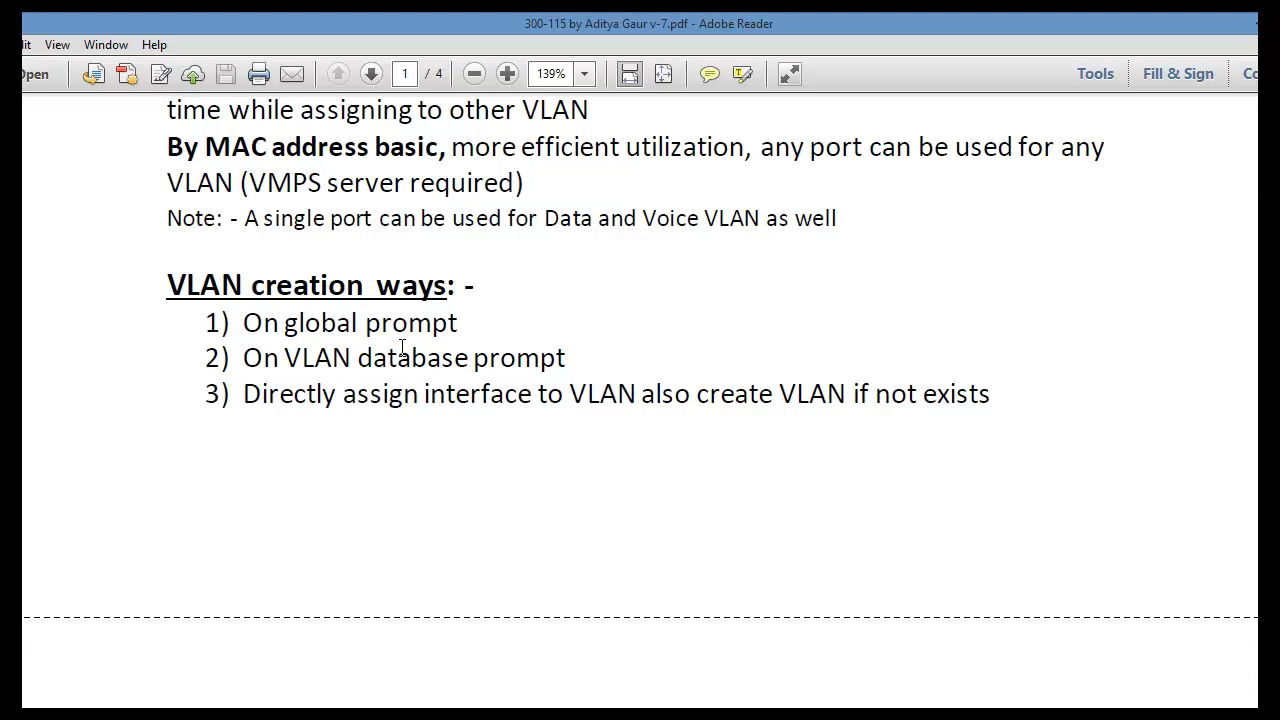 300-115 by Aditya Gaur v-7.pdf - Adobe Reader
it View Window Help
Open 1 / 4 139% Tools Fill & Sign Co
time while assigning to other VLAN
By MAC address basic, more efficient utilization, any port can be used for any
VLAN (VMPS server required)
Note: - A single port can be used for Data and Voice VLAN as well
VLAN creation ways: -
1) On global prompt
2) On VLAN database prompt
3) Directly assign interface to VLAN also create VLAN if not exists